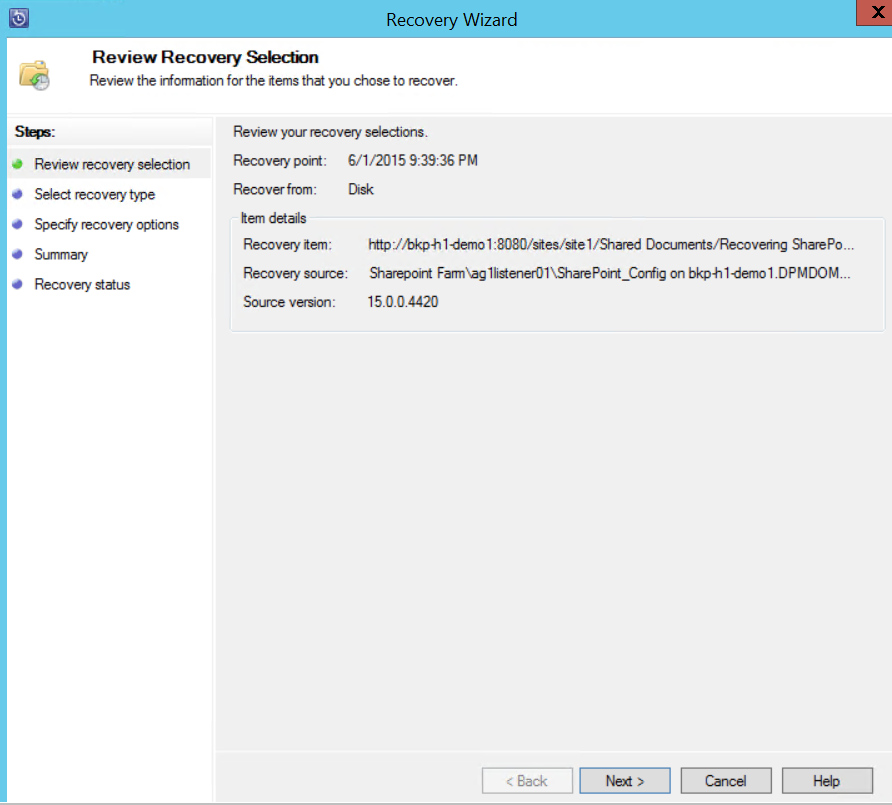 Recovery Wizard
X
Review Recovery Selection
Review the information for the items that you chose to recover.
Steps:
Review recovery selection
Select recovery type
Specify recovery options
Summary
Recovery status
Review your recovery selections.
Recovery point: 6/1/2015 9:39:36 PM
Recover from: Disk
Item details
Recovery item: http://bkp-h1-demo1:8080/sites/site1/Shared Documents/Recovering SharePo...
Recovery source: Sharepoint Farm\ag1listener01\SharePoint_Config on bkp-h1-demo1.DPMDOM...
Source version: 15.0.0.4420
< Back Next > Cancel Help